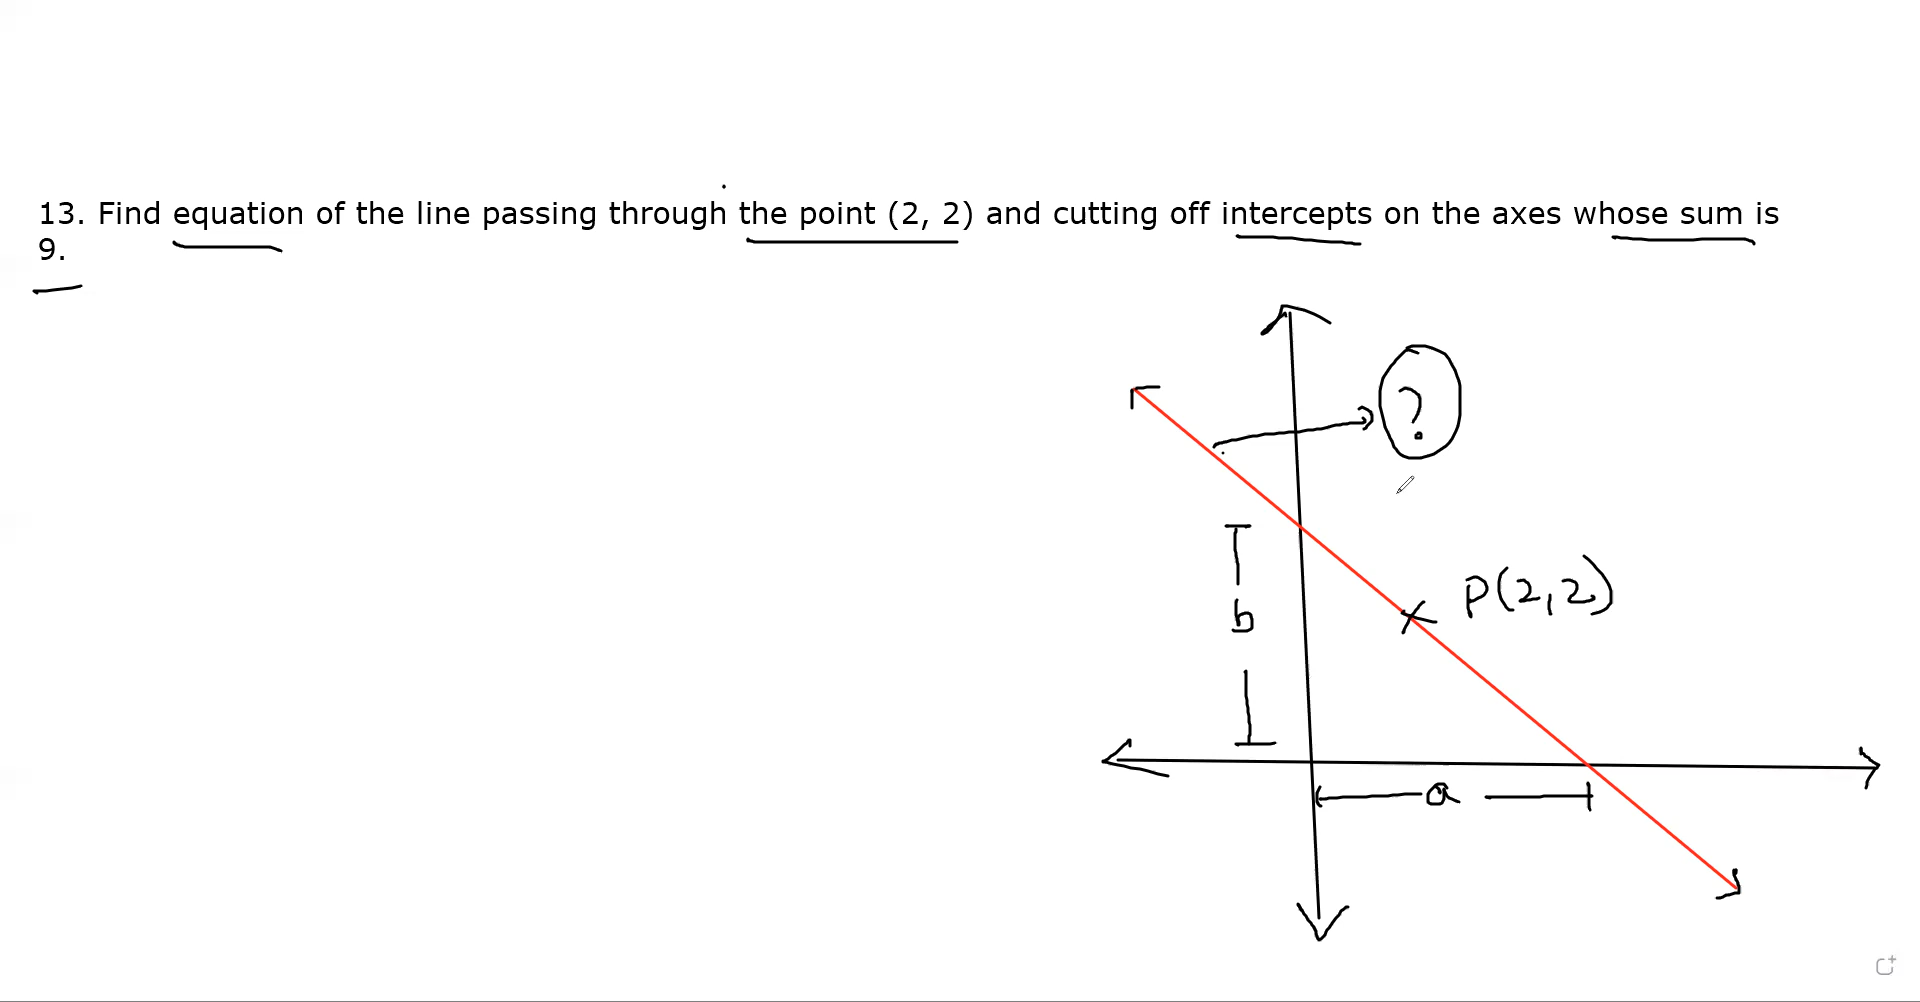 13. Find equation of the line passing through the point (2, 2) and cutting off intercepts on the axes whose sum is
9.
?
P(2,2)
b
a